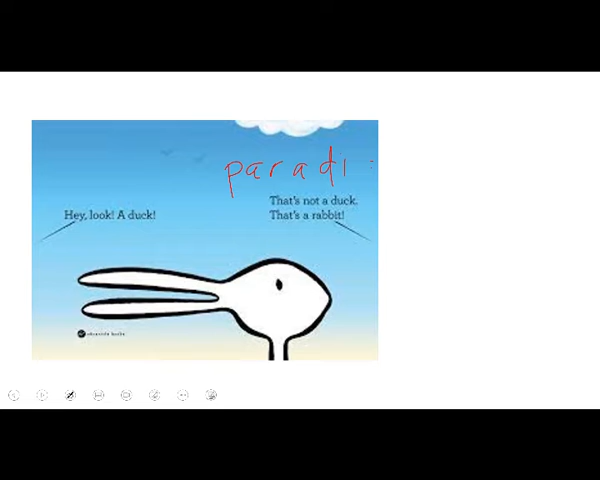 paradi
Hey, look! A duck!
That's not a duck.
That's a rabbit!